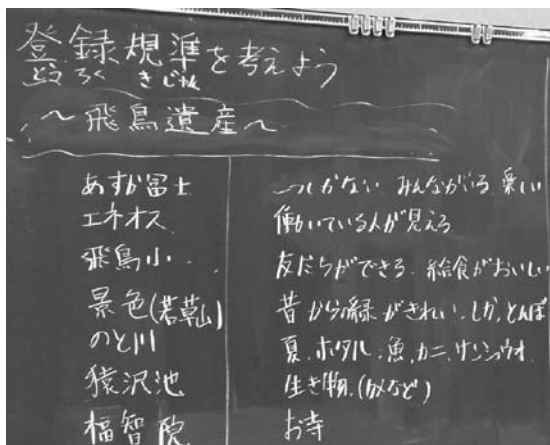 登録規準を考えよう
とうろく きじゅん
～飛鳥遺産～
あすか冨士 一つしかない みんながいる 楽しい
エネオス 働いている人が見える
飛鳥小 友だちができる、給食がおいしい
景色(若草山) 昔から緑がきれい、しか、とんぼ
のと川 夏、ホタル、魚、カニ、サンショウオ
猿沢池 生き物、(カメなど)
福智院 お寺